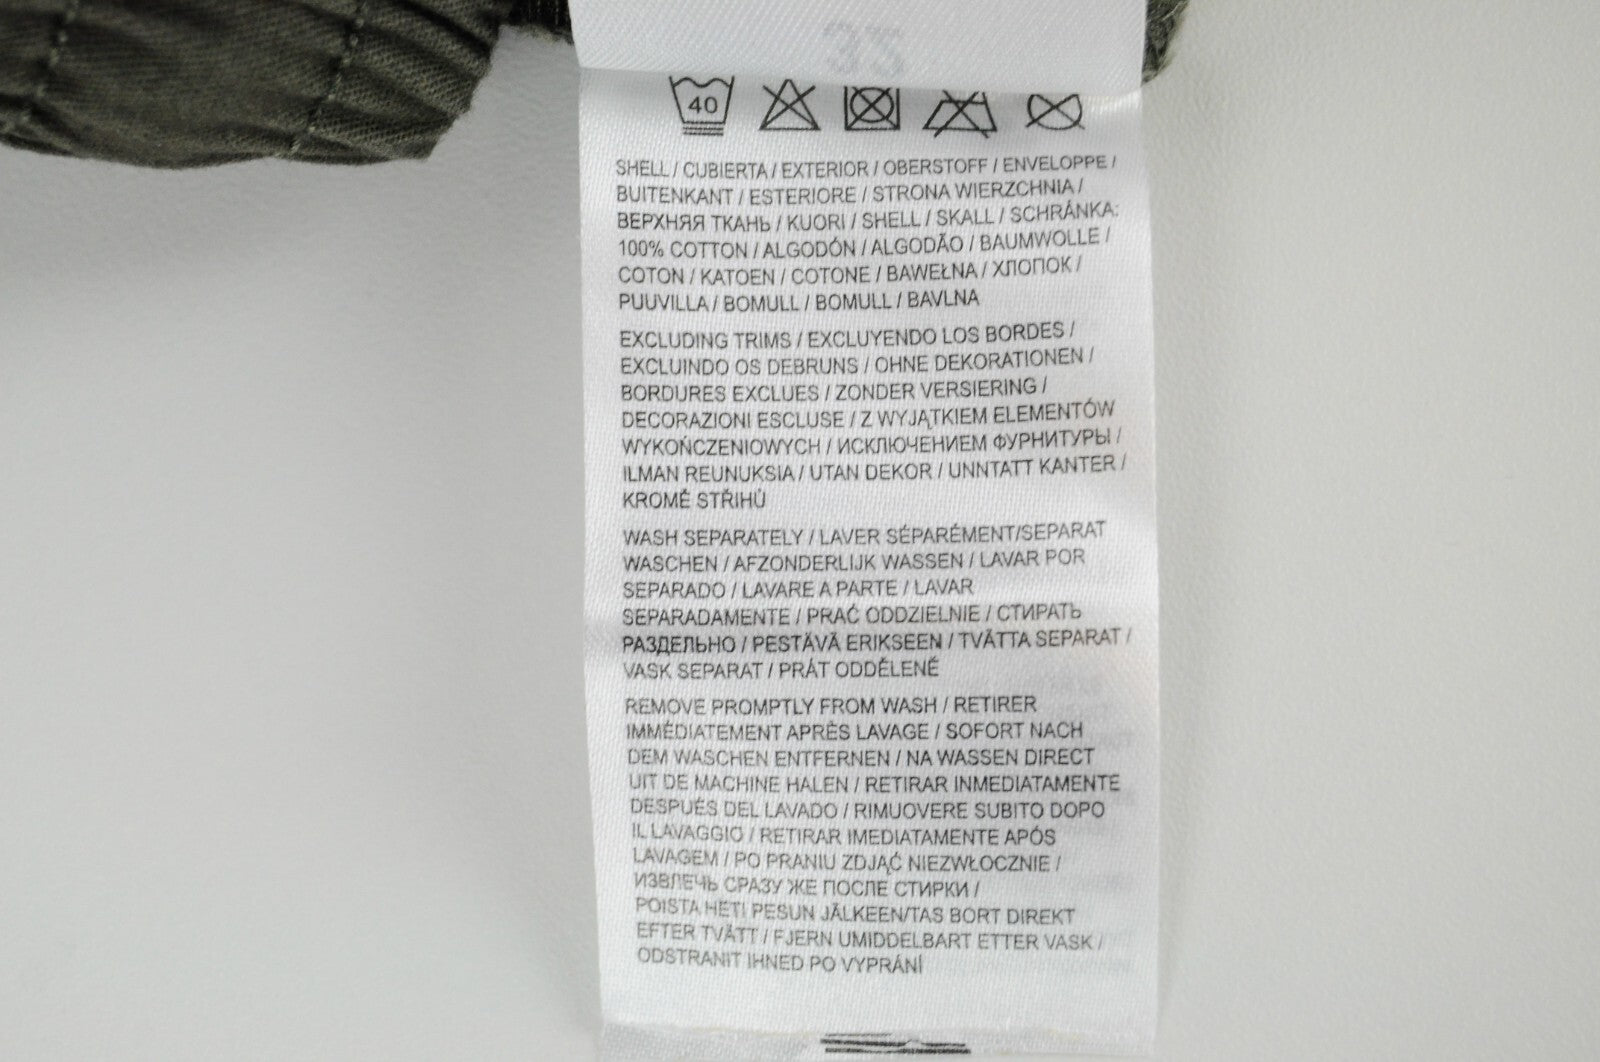 40
SHELL / CUBIERTA / EXTERIOR / OBERSTOFF / ENVELOPPE /
BUITENKANT / ESTERIORE / STRONA WIERZCHNIA /
ВЕРХНЯЯ ТКАНЬ / KUORI / SHELL / SKALL / SCHRÁNKA:
100% COTTON / ALGODÓN / ALGODÃO / BAUMWOLLE /
COTON / KATOEN / COTONE / BAWEŁNA / ХЛОПОК /
PUUVILLA / BOMULL / BOMULL / BAVLNA
EXCLUDING TRIMS / EXCLUYENDO LOS BORDES /
EXCLUINDO OS DEBRUNS / OHNE DEKORATIONEN /
BORDURES EXCLUES / ZONDER VERSIERING /
DECORAZIONI ESCLUSE / Z WYJĄTKIEM ELEMENTÓW
WYKOŃCZENIOWYCH / ИСКЛЮЧЕНИЕМ ФУРНИТУРЫ /
ILMAN REUNUKSIA / UTAN DEKOR / UNNTATT KANTER /
KROMĚ STŘIHŮ
WASH SEPARATELY / LAVER SÉPARÉMENT/SEPARAT
WASCHEN / AFZONDERLIJK WASSEN / LAVAR POR
SEPARADO / LAVARE A PARTE / LAVAR
SEPARADAMENTE / PRAĆ ODDZIELNIE / СТИРАТЬ
РАЗДЕЛЬНО / PESTÄVÄ ERIKSEEN / TVÄTTA SEPARAT /
VASK SEPARAT / PRÁT ODDĚLENĚ
REMOVE PROMPTLY FROM WASH / RETIRER
IMMÉDIATEMENT APRÈS LAVAGE / SOFORT NACH
DEM WASCHEN ENTFERNEN / NA WASSEN DIRECT
UIT DE MACHINE HALEN / RETIRAR INMEDIATAMENTE
DESPUÉS DEL LAVADO / RIMUOVERE SUBITO DOPO
IL LAVAGGIO / RETIRAR IMEDIATAMENTE APÓS
LAVAGEM / PO PRANIU ZDJĄĆ NIEZWŁOCZNIE /
ИЗВЛЕЧЬ СРАЗУ ЖЕ ПОСЛЕ СТИРКИ /
POISTA HETI PESUN JÄLKEEN/TAS BORT DIREKT
EFTER TVÄTT / FJERN UMIDDELBART ETTER VASK /
ODSTRANIT IHNED PO VYPRÁNÍ